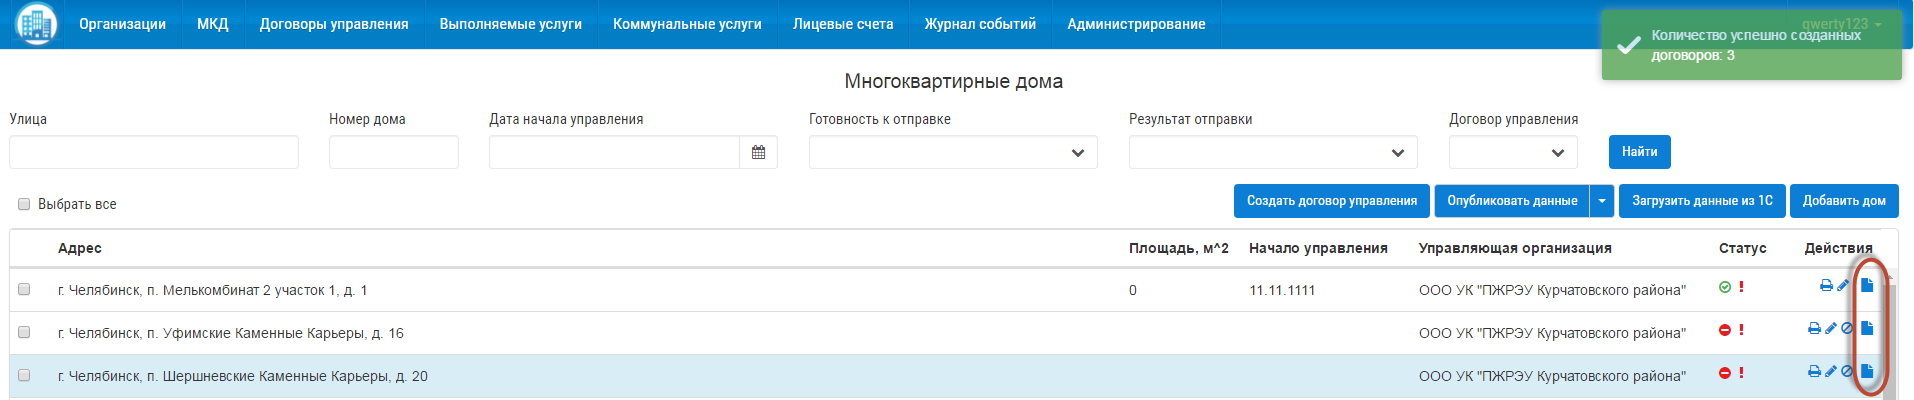 Организации МКД Договоры управления Выполняемые услуги Коммунальные услуги Лицевые счета Журнал событий Администрирование qwerty123
Количество успешно созданных
договоров: 3
Многоквартирные дома
Улица Номер дома Дата начала управления Готовность к отправке Результат отправки Договор управления
Найти
Выбрать все Создать договор управления Опубликовать данные Загрузить данные из 1С Добавить дом
Адрес Площадь, м^2 Начало управления Управляющая организация Статус Действия
г. Челябинск, п. Мелькомбинат 2 участок 1, д. 1 0 11.11.1111 ООО УК "ПЖРЭУ Курчатовского района"
г. Челябинск, п. Уфимские Каменные Карьеры, д. 16 ООО УК "ПЖРЭУ Курчатовского района"
г. Челябинск, п. Шершневские Каменные Карьеры, д. 20 ООО УК "ПЖРЭУ Курчатовского района"